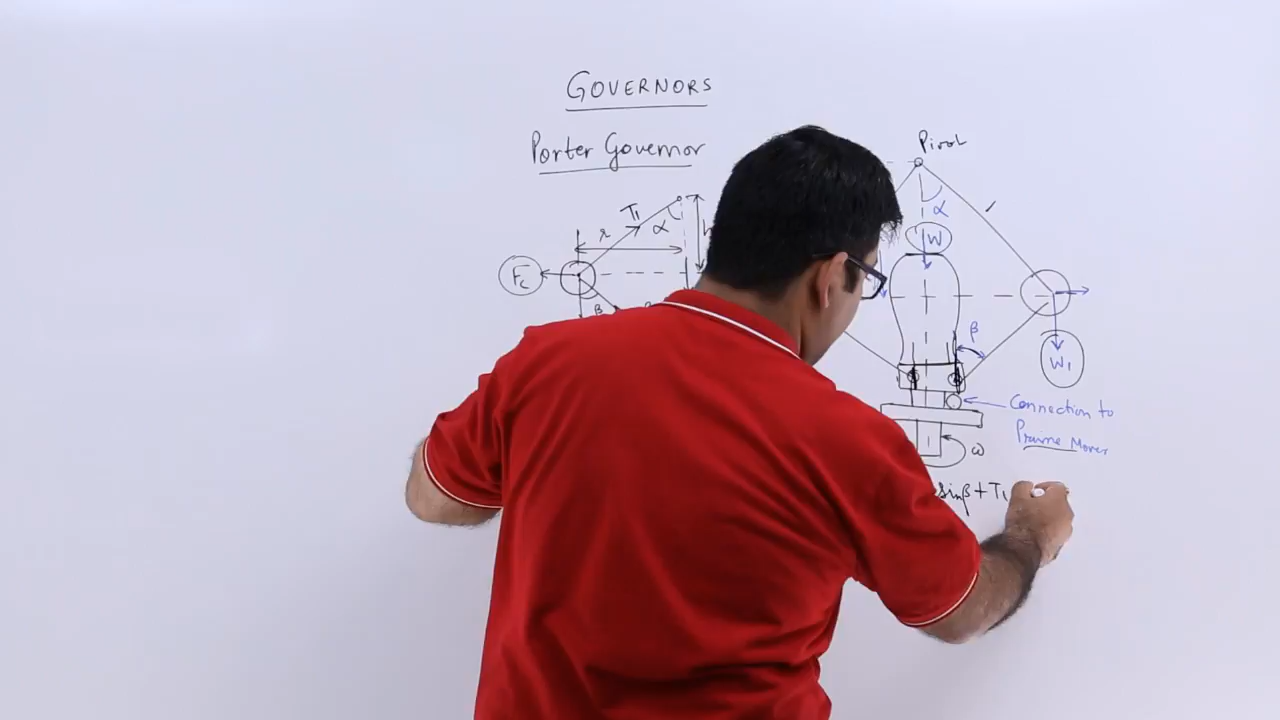 GOVERNORS
Porter Governor
Pivot
T1
α
r
α
W
Fc
β
β
W1
Connection to
Prime Mover
ω
sinβ + T1